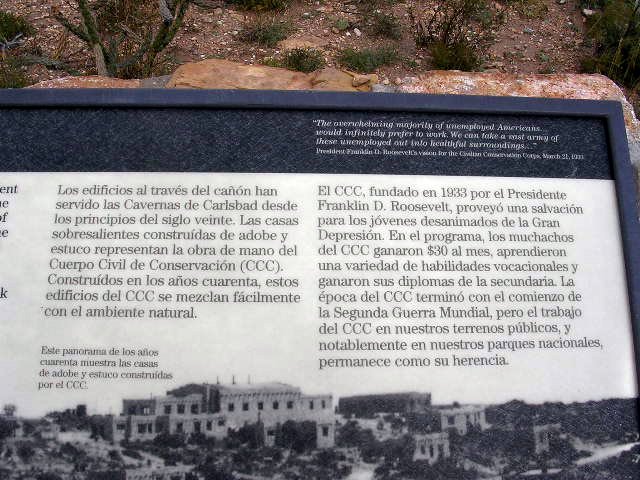 "The overwhelming majority of unemployed Americans...
would infinitely prefer to work. We can take a vast army of
these unemployed out into healthful surroundings..."
President Franklin D. Roosevelt's vision for the Civilian Conservation Corps, March 21, 1933
ent
ue
of
e
k
Los edificios al través del cañón han
servido las Cavernas de Carlsbad desde
los principios del siglo veinte. Las casas
sobresalientes construídas de adobe y
estuco representan la obra de mano del
Cuerpo Civil de Conservación (CCC).
Construídos en los años cuarenta, estos
edificios del CCC se mezclan fácilmente
con el ambiente natural.
Este panorama de los años
cuarenta muestra las casas
de adobe y estuco construídas
por el CCC.
El CCC, fundado en 1933 por el Presidente
Franklin D. Roosevelt, proveyó una salvación
para los jóvenes desanimados de la Gran
Depresión. En el programa, los muchachos
del CCC ganaron $30 al mes, aprendieron
una variedad de habilidades vocacionales y
ganaron sus diplomas de la secundaria. La
época del CCC terminó con el comienzo de
la Segunda Guerra Mundial, pero el trabajo
del CCC en nuestros terrenos públicos, y
notablemente en nuestros parques nacionales,
permanece como su herencia.